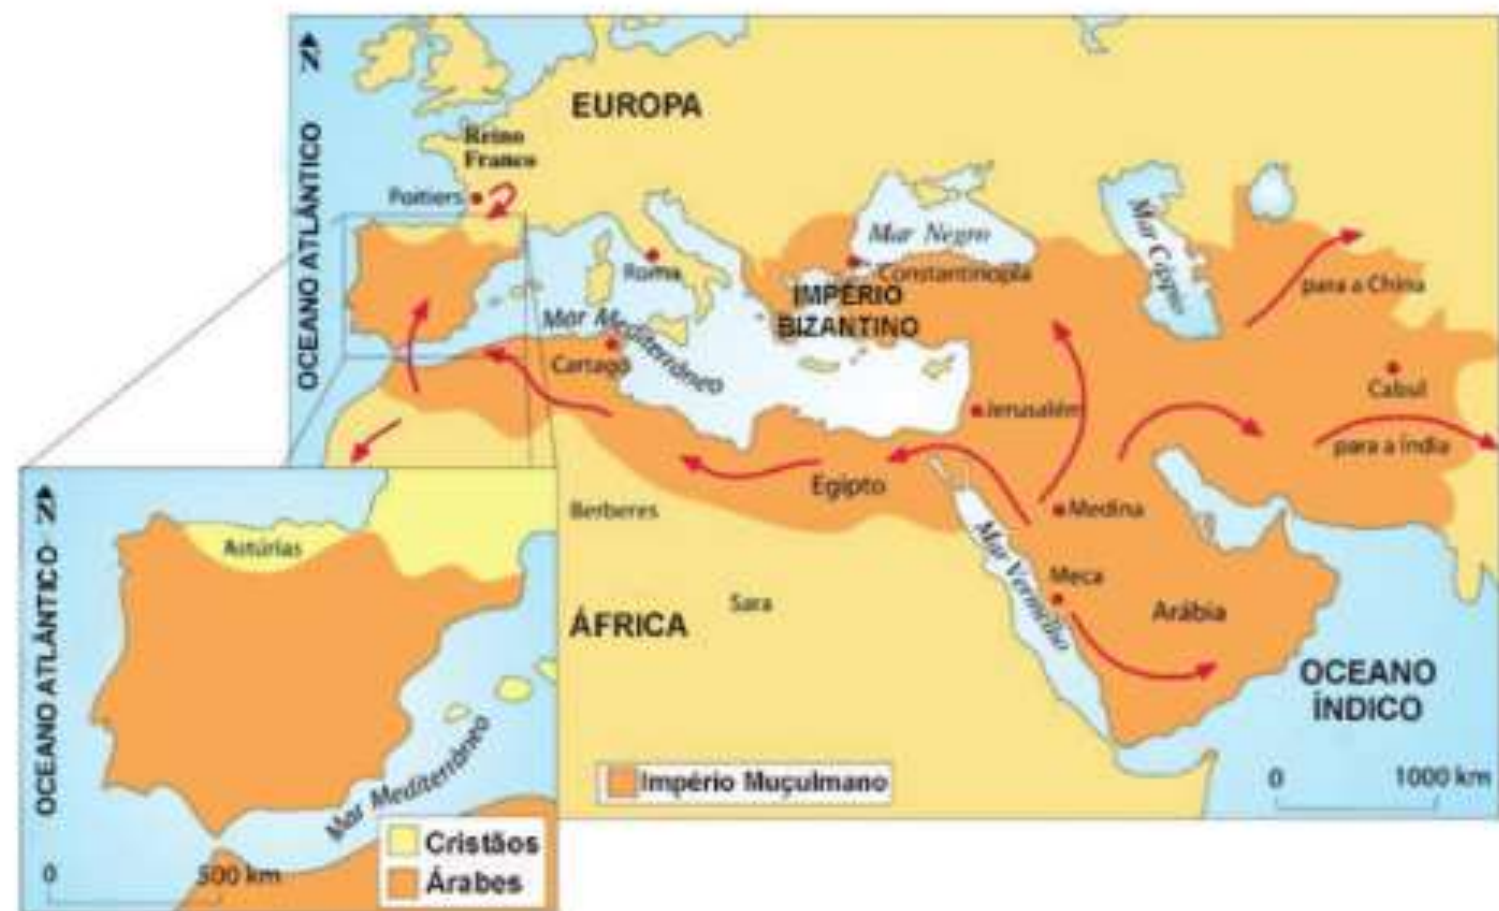 N
OCEANO ATLÂNTICO
EUROPA
Reino
Franco
Poitiers
Roma
Mar Negro
Constantinopla
IMPÉRIO
BIZANTINO
Mar Cáspio
para a China
Mar Mediterrâneo
Cartago
Jerusalém
Cabul
para a Índia
Egipto
Medina
Berberes
Mar Vermelho
Meca
Sara
ÁFRICA
Arábia
OCEANO
ÍNDICO
Império Muçulmano
0 1000 km
N
OCEANO ATLÂNTICO
Astúrias
Mar Mediterrâneo
Cristãos
Árabes
0 500 km